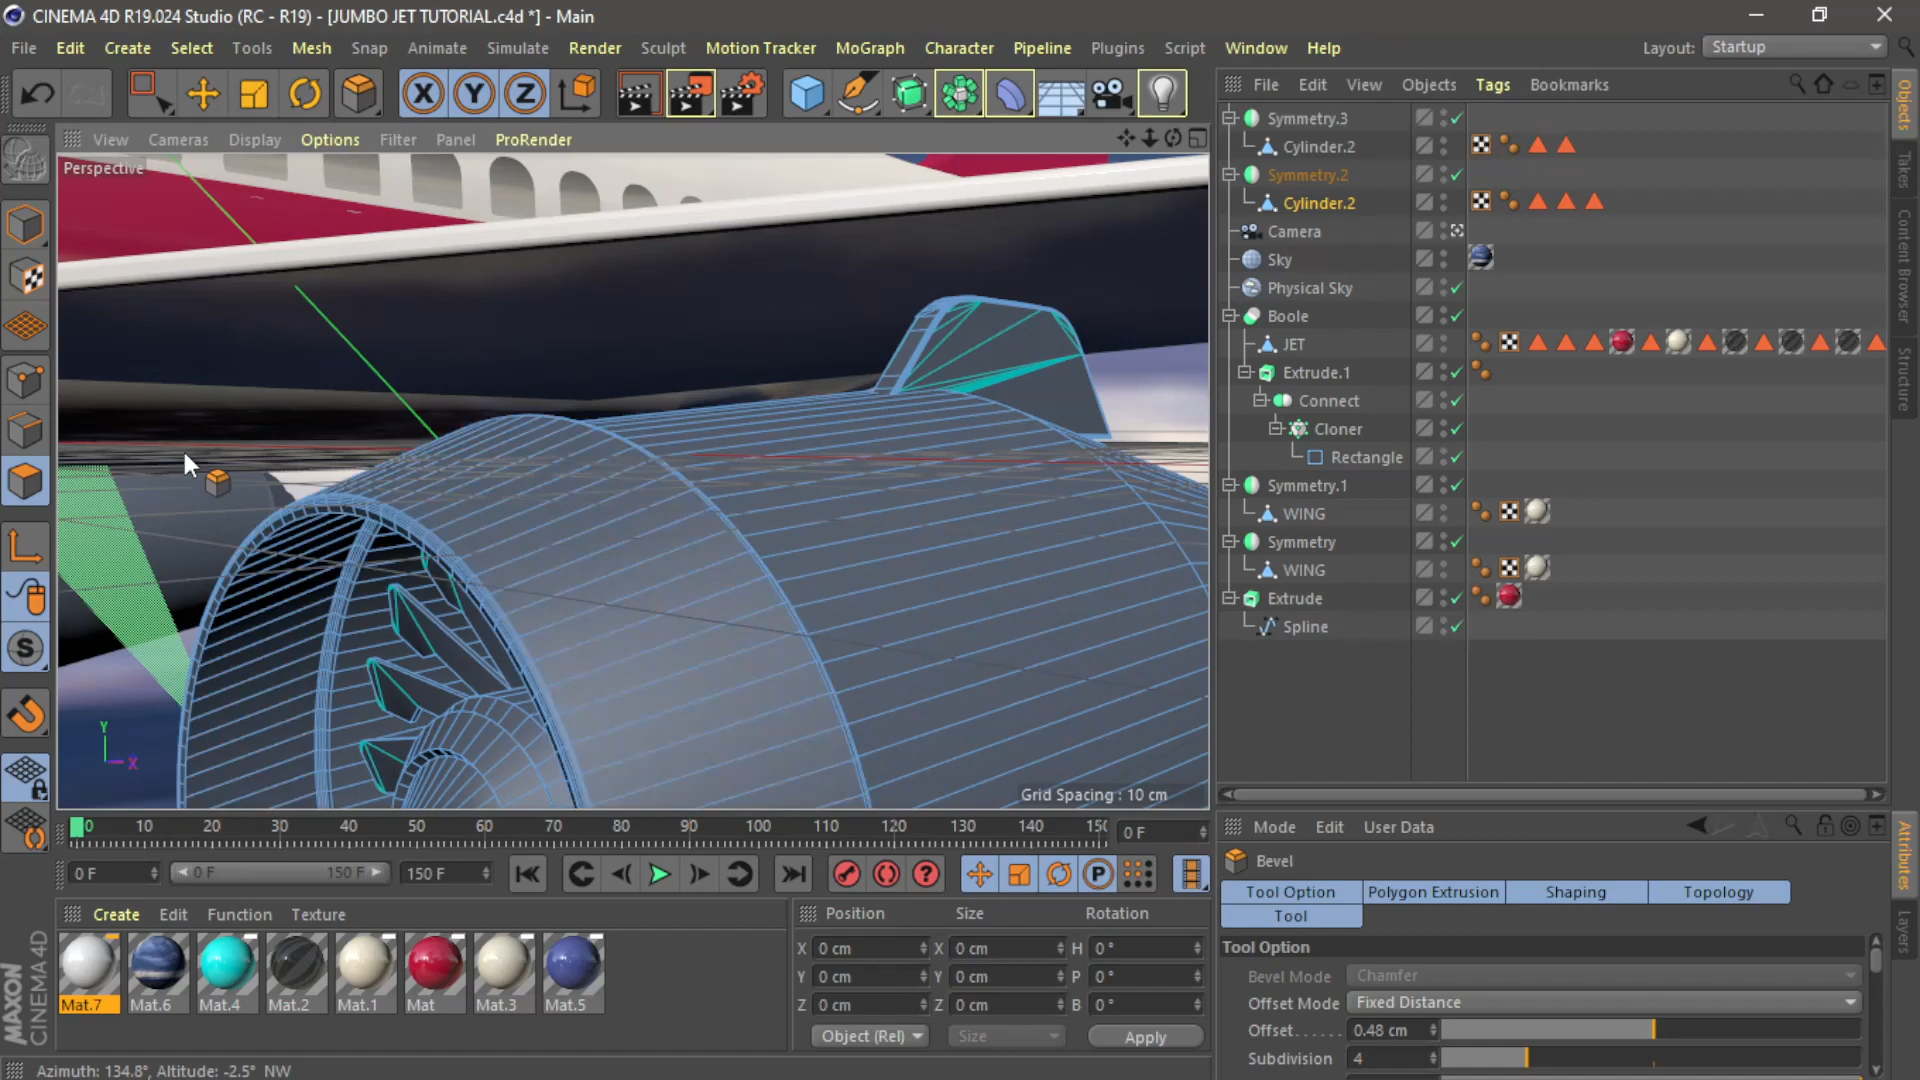 CINEMA 4D R19.024 Studio (RC - R19) - [JUMBO JET TUTORIAL.c4d *] - Main
File Edit Create Select Tools Mesh Snap Animate Simulate Render Sculpt Motion Tracker MoGraph Character Pipeline Plugins Script Window Help
Layout: Startup
X Y Z
View Cameras Display Options Filter Panel ProRender
Perspective
Y
X
Grid Spacing : 10 cm
S
File Edit View Objects Tags Bookmarks
Symmetry.3
Cylinder.2
Symmetry.2
Cylinder.2
Camera
Sky
Physical Sky
Boole
JET
Extrude.1
Connect
Cloner
Rectangle
Symmetry.1
WING
Symmetry
WING
Extrude
Spline
Objects
Takes
Content Browser
Structure
0 10 20 30 40 50 60 70 80 90 100 110 120 130 140 15
0 F
0 F 0 F 150 F 150 F
P
Create Edit Function Texture
Mat.7 Mat.6 Mat.4 Mat.2 Mat.1 Mat Mat.3 Mat.5
MAXON
CINEMA 4D
Position Size Rotation
X 0 cm X 0 cm H 0 °
Y 0 cm Y 0 cm P 0 °
Z 0 cm Z 0 cm B 0 °
Object (Rel) Size Apply
Mode Edit User Data
Bevel
Tool Option Polygon Extrusion Shaping Topology
Tool
Tool Option
Bevel Mode Chamfer
Offset Mode Fixed Distance
Offset...... 0.48 cm
Subdivision 4
Attributes
Layers
Azimuth: 134.8°, Altitude: -2.5° NW